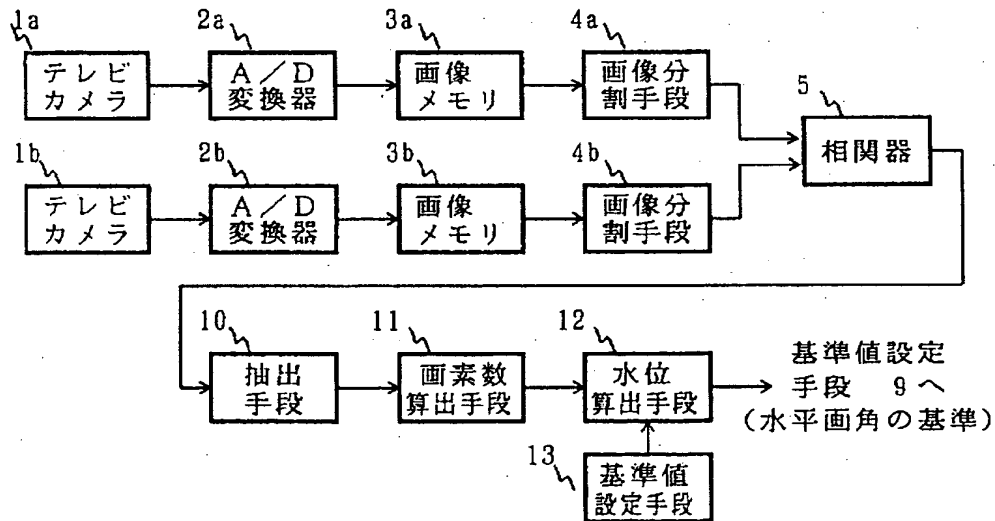 1a
2a
3a
4a
テレビ
カメラ
A/D
変換器
画像
メモリ
画像分
割手段
5
相関器
1b
2b
3b
4b
テレビ
カメラ
A/D
変換器
画像
メモリ
画像分
割手段
10
11
12
抽出
手段
画素数
算出手段
水位
算出手段
基準値設定
手段 9へ
(水平画角の基準)
13
基準値
設定手段